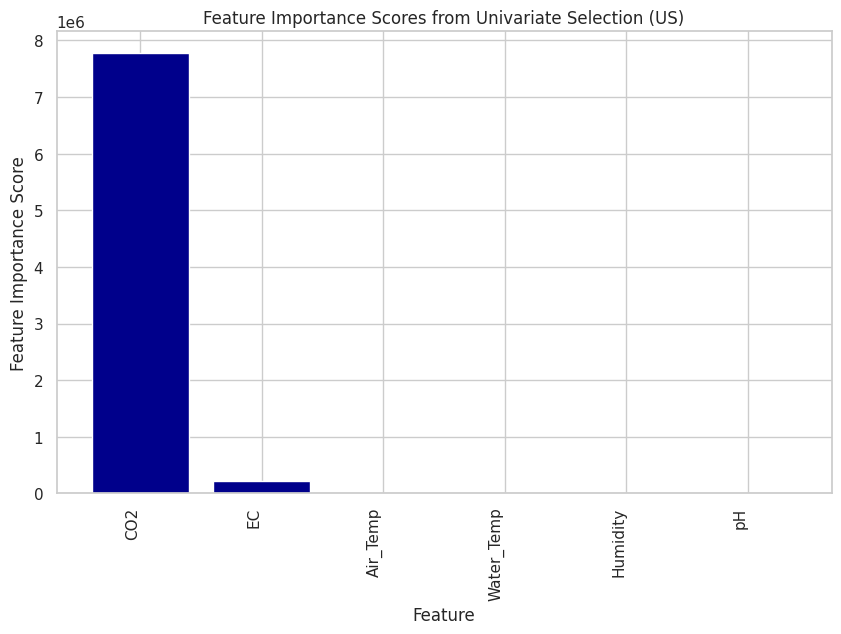 Feature Importance Scores from Univariate Selection (US)
1e6
8
7
6
5
4
3
2
1
0
Feature Importance Score
CO2
EC
Air_Temp
Water_Temp
Humidity
pH
Feature